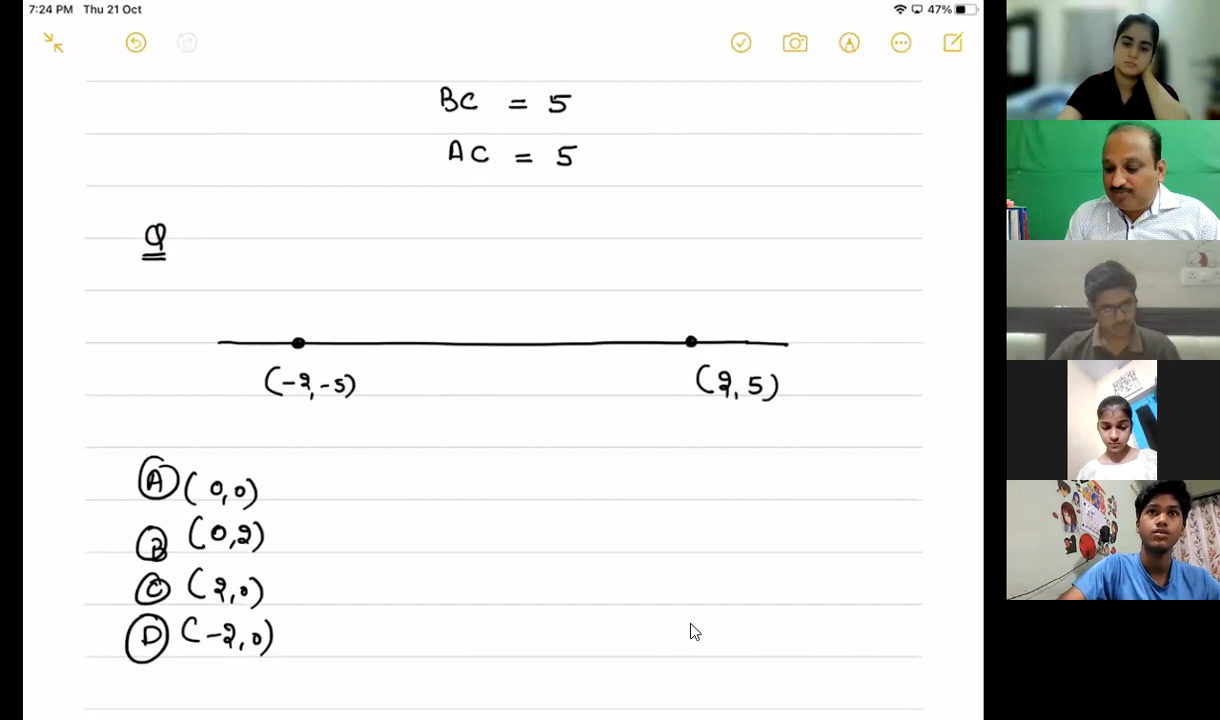 7:24 PM Thu 21 Oct
47%
BC = 5
AC = 5
Q
(-2,-5)
(2,5)
A (0,0)
B (0,2)
C (2,0)
D (-2,0)